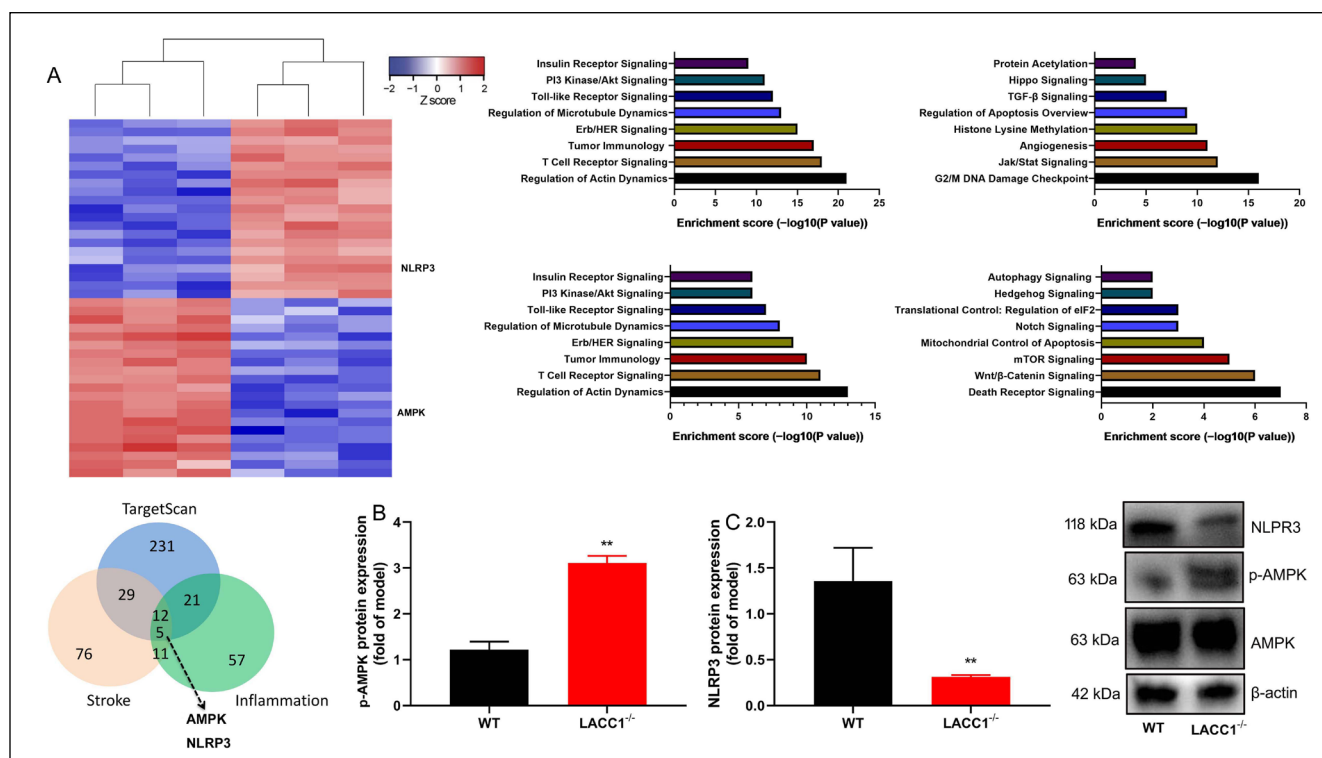 A
−2 −1 0 1 2
Z score
NLRP3
AMPK
Insulin Receptor Signaling
PI3 Kinase/Akt Signaling
Toll-like Receptor Signaling
Regulation of Microtubule Dynamics
Erb/HER Signaling
Tumor Immunology
T Cell Receptor Signaling
Regulation of Actin Dynamics
0 5 10 15 20 25
Enrichment score (−log10(P value))
Protein Acetylation
Hippo Signaling
TGF-β Signaling
Regulation of Apoptosis Overview
Histone Lysine Methylation
Angiogenesis
Jak/Stat Signaling
G2/M DNA Damage Checkpoint
0 5 10 15 20
Enrichment score (−log10(P value))
Insulin Receptor Signaling
PI3 Kinase/Akt Signaling
Toll-like Receptor Signaling
Regulation of Microtubule Dynamics
Erb/HER Signaling
Tumor Immunology
T Cell Receptor Signaling
Regulation of Actin Dynamics
0 5 10 15
Enrichment score (−log10(P value))
Autophagy Signaling
Hedgehog Signaling
Translational Control: Regulation of eIF2
Notch Signaling
Mitochondrial Control of Apoptosis
mTOR Signaling
Wnt/β-Catenin Signaling
Death Receptor Signaling
0 2 4 6 8
Enrichment score (−log10(P value))
TargetScan
231
29
21
12
5
76
11
57
Stroke
Inflammation
AMPK
NLRP3
B
p-AMPK protein expression
(fold of model)
4
3
2
1
0
**
WT
LACC1⁻/⁻
C
NLRP3 protein expression
(fold of model)
2.0
1.5
1.0
0.5
0.0
**
WT
LACC1⁻/⁻
118 kDa
NLPR3
63 kDa
p-AMPK
63 kDa
AMPK
42 kDa
β-actin
WT
LACC1⁻/⁻